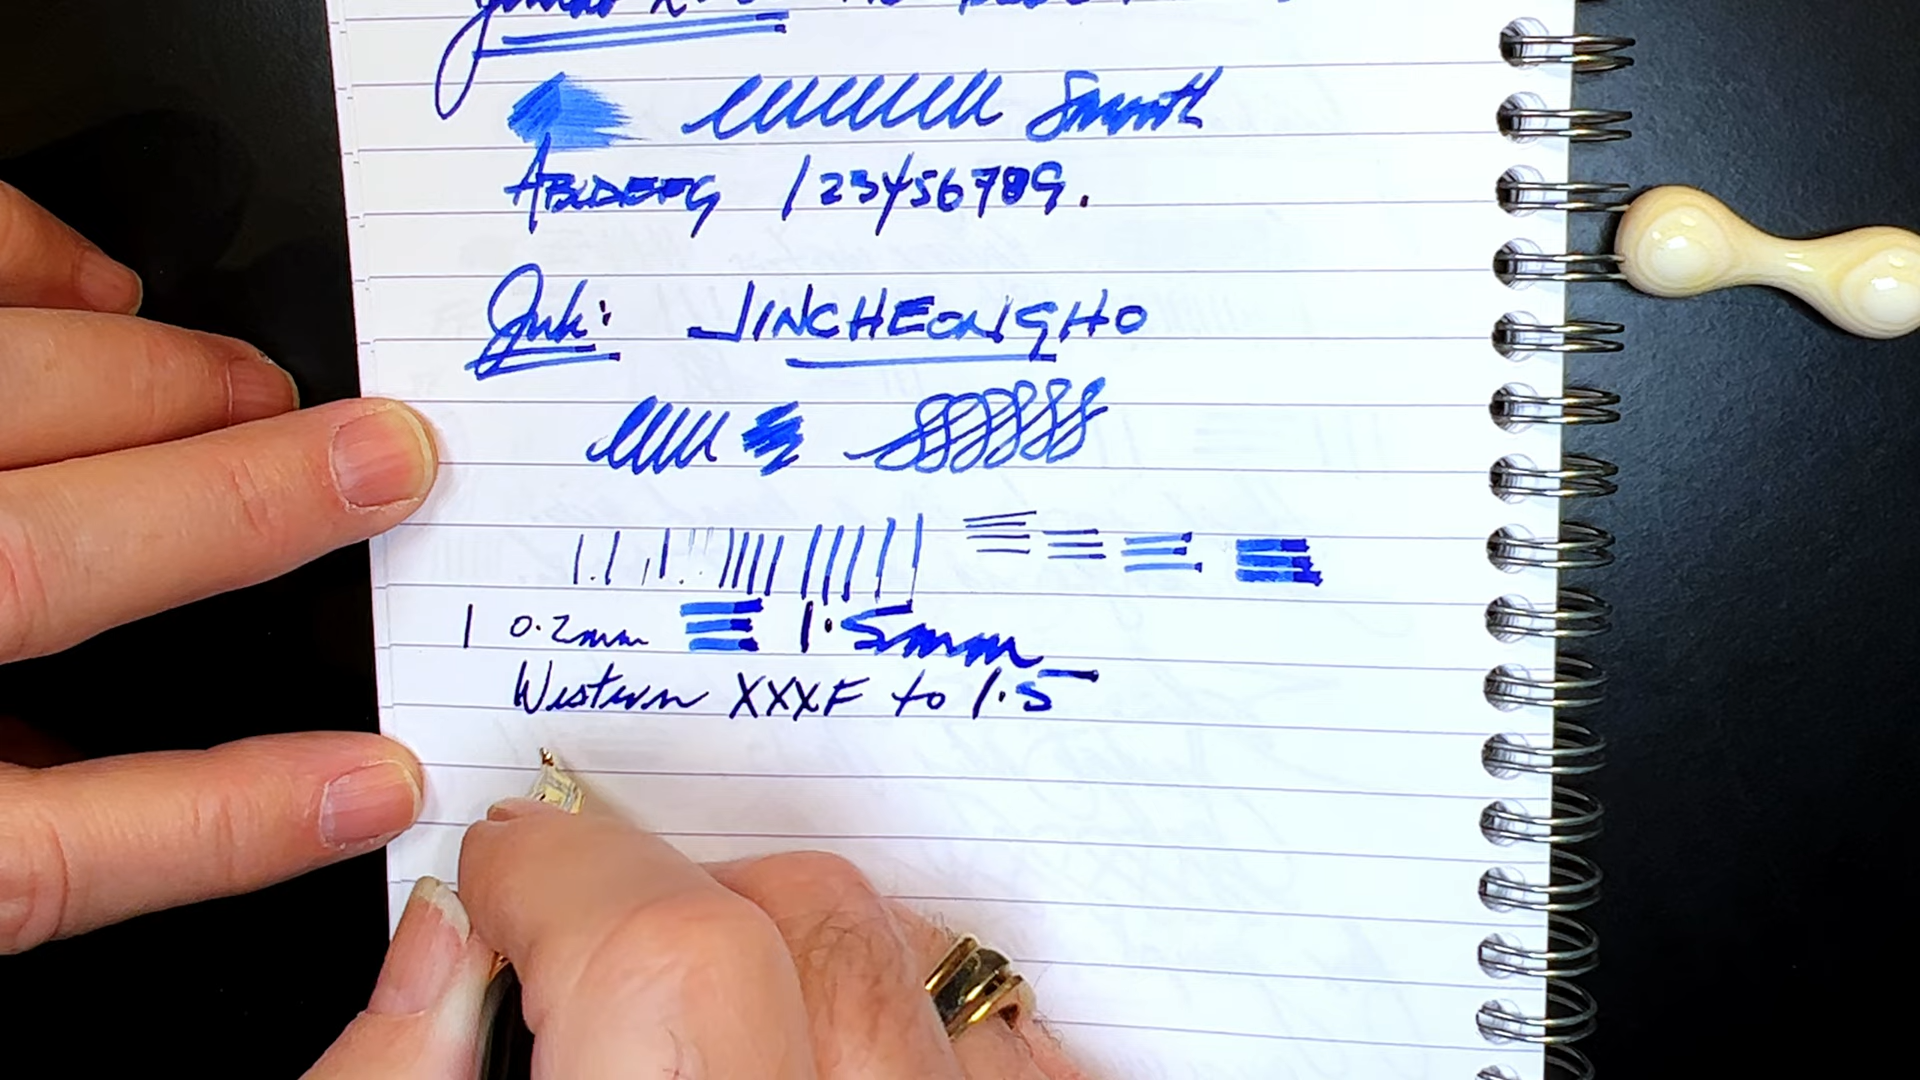 Smooth
ABCDEFG 123456789.
Ink: JINCHEONGHO
0.2mm 1.5mm
Western XXXF to 1.5